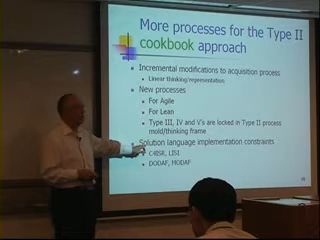 More processes for the Type II
cookbook approach
Incremental modifications to acquisition process
Linear thinking/representation
New processes
For Agile
For Lean
Type III, IV and V's are locked in Type II process
mold/thinking frame
Solution language implementation constraints
C4ISR, LISI
DODAF, MODAF